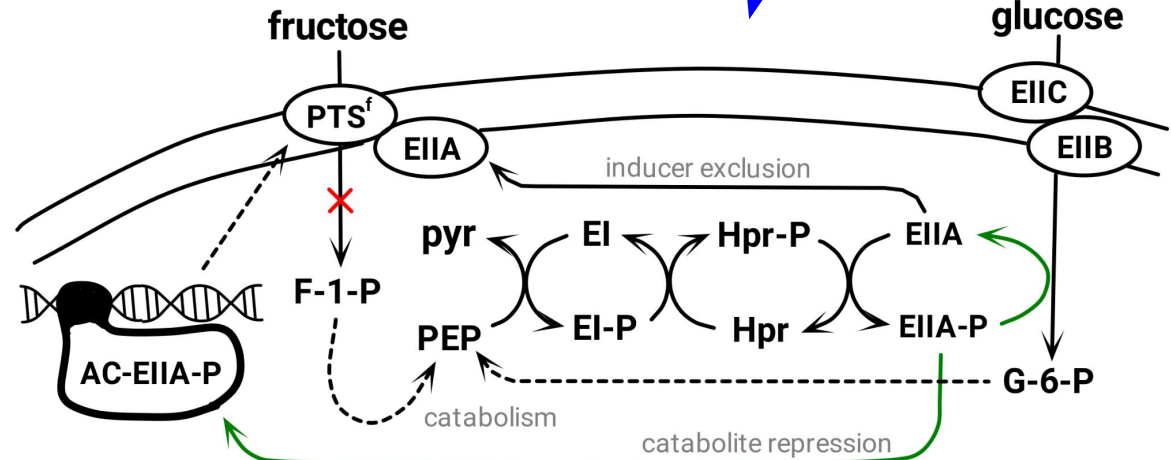 fructose
glucose
PTSf
EIIC
EIIA
EIIB
inducer exclusion
pyr
EI
Hpr-P
EIIA
F-1-P
PEP
EI-P
Hpr
EIIA-P
AC-EIIA-P
G-6-P
catabolism
catabolite repression